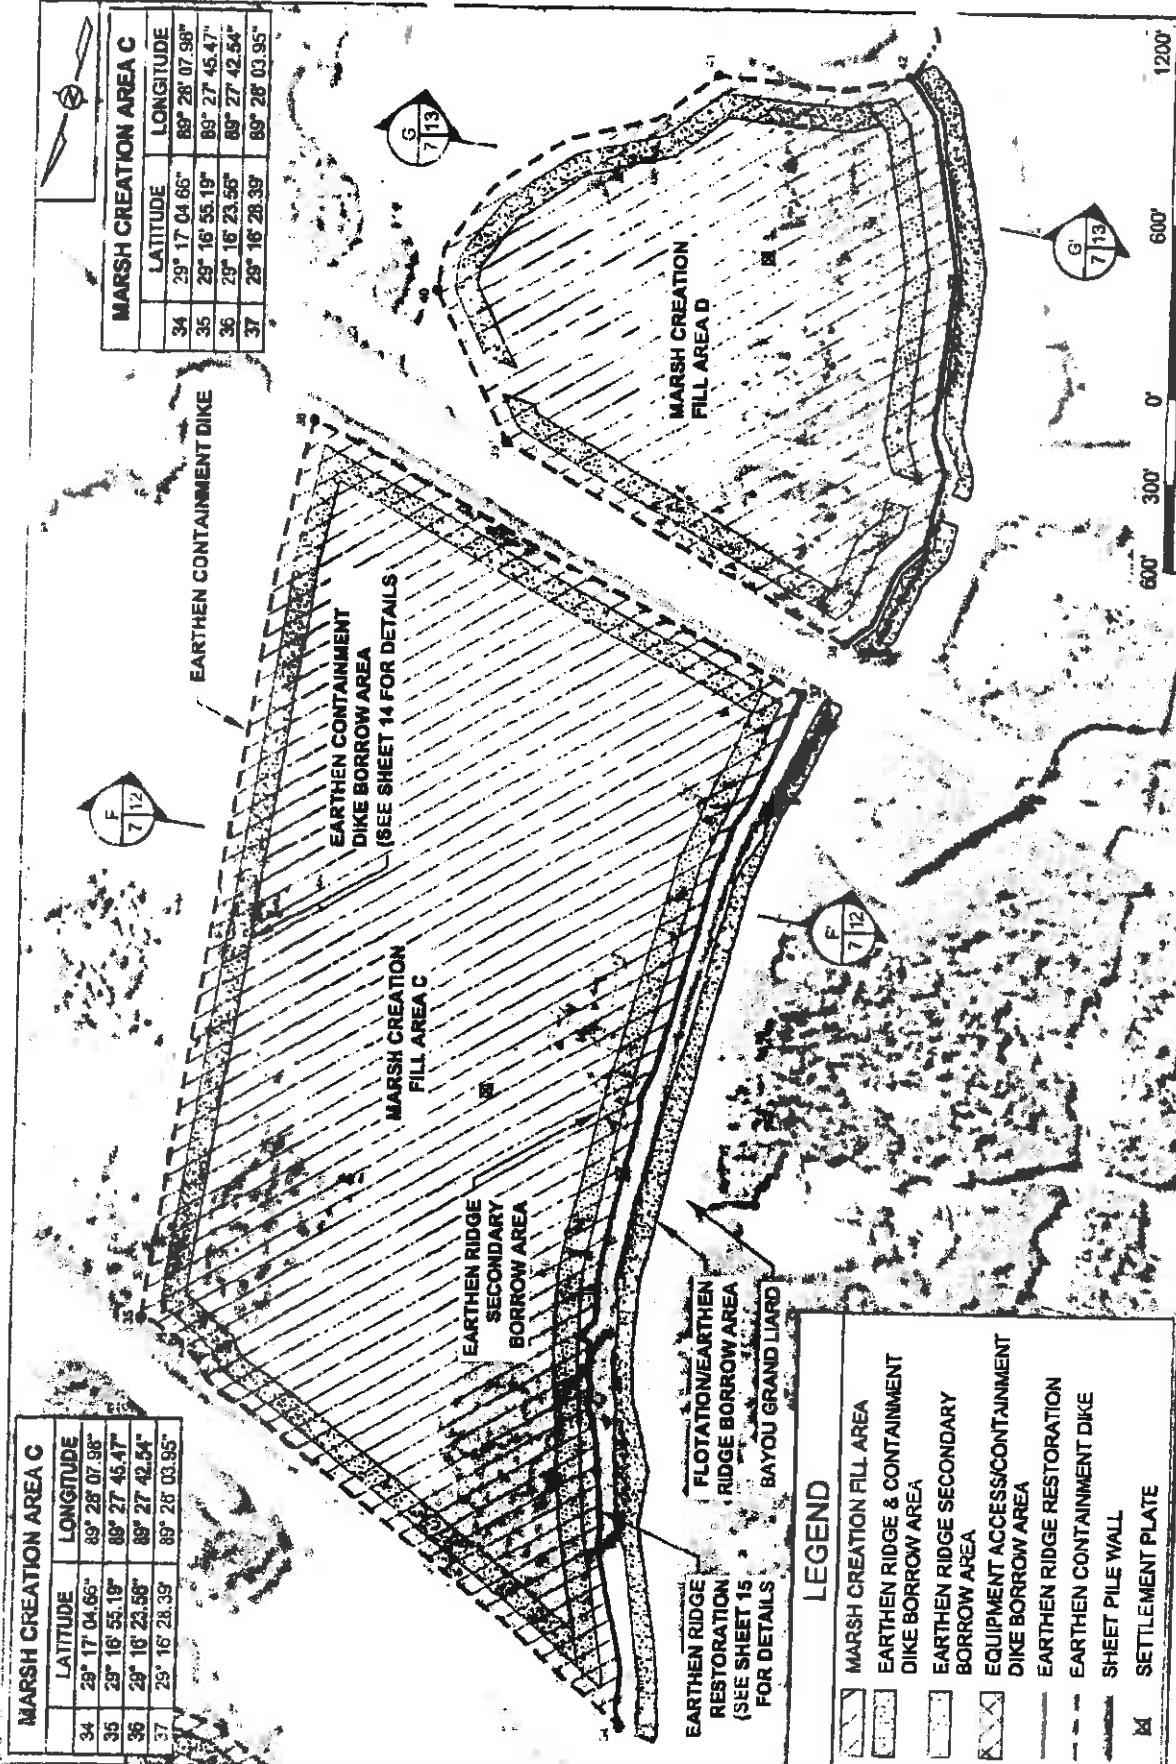 MARSH CREATION AREA C
LATITUDE LONGITUDE
34 29° 17' 04.66" 89° 28' 07.98"
35 29° 16' 55.19" 89° 27' 45.47"
36 29° 16' 23.56" 89° 27' 42.54"
37 29° 16' 28.39" 89° 28' 03.95"
MARSH CREATION AREA C
LATITUDE LONGITUDE
34 29° 17' 04.66" 89° 28' 07.98"
35 29° 16' 55.19" 89° 27' 45.47"
36 29° 16' 23.56" 89° 27' 42.54"
37 29° 16' 28.39" 89° 28' 03.95"
EARTHEN CONTAINMENT DIKE
F
7 12
G
7 13
EARTHEN CONTAINMENT
DIKE BORROW AREA
(SEE SHEET 14 FOR DETAILS
MARSH CREATION
FILL AREA C
MARSH CREATION
FILL AREA D
EARTHEN RIDGE
SECONDARY
BORROW AREA
40
42
F'
7 12
G'
7 13
EARTHEN RIDGE
RESTORATION
(SEE SHEET 15
FOR DETAILS
FLOTATION/EARTHEN
RIDGE BORROW AREA
BAYOU GRAND LIARD
LEGEND
MARSH CREATION FILL AREA
EARTHEN RIDGE & CONTAINMENT
DIKE BORROW AREA
EARTHEN RIDGE SECONDARY
BORROW AREA
EQUIPMENT ACCESS/CONTAINMENT
DIKE BORROW AREA
EARTHEN RIDGE RESTORATION
EARTHEN CONTAINMENT DIKE
SHEET PILE WALL
SETTLEMENT PLATE
600' 300' 0' 600' 1200'